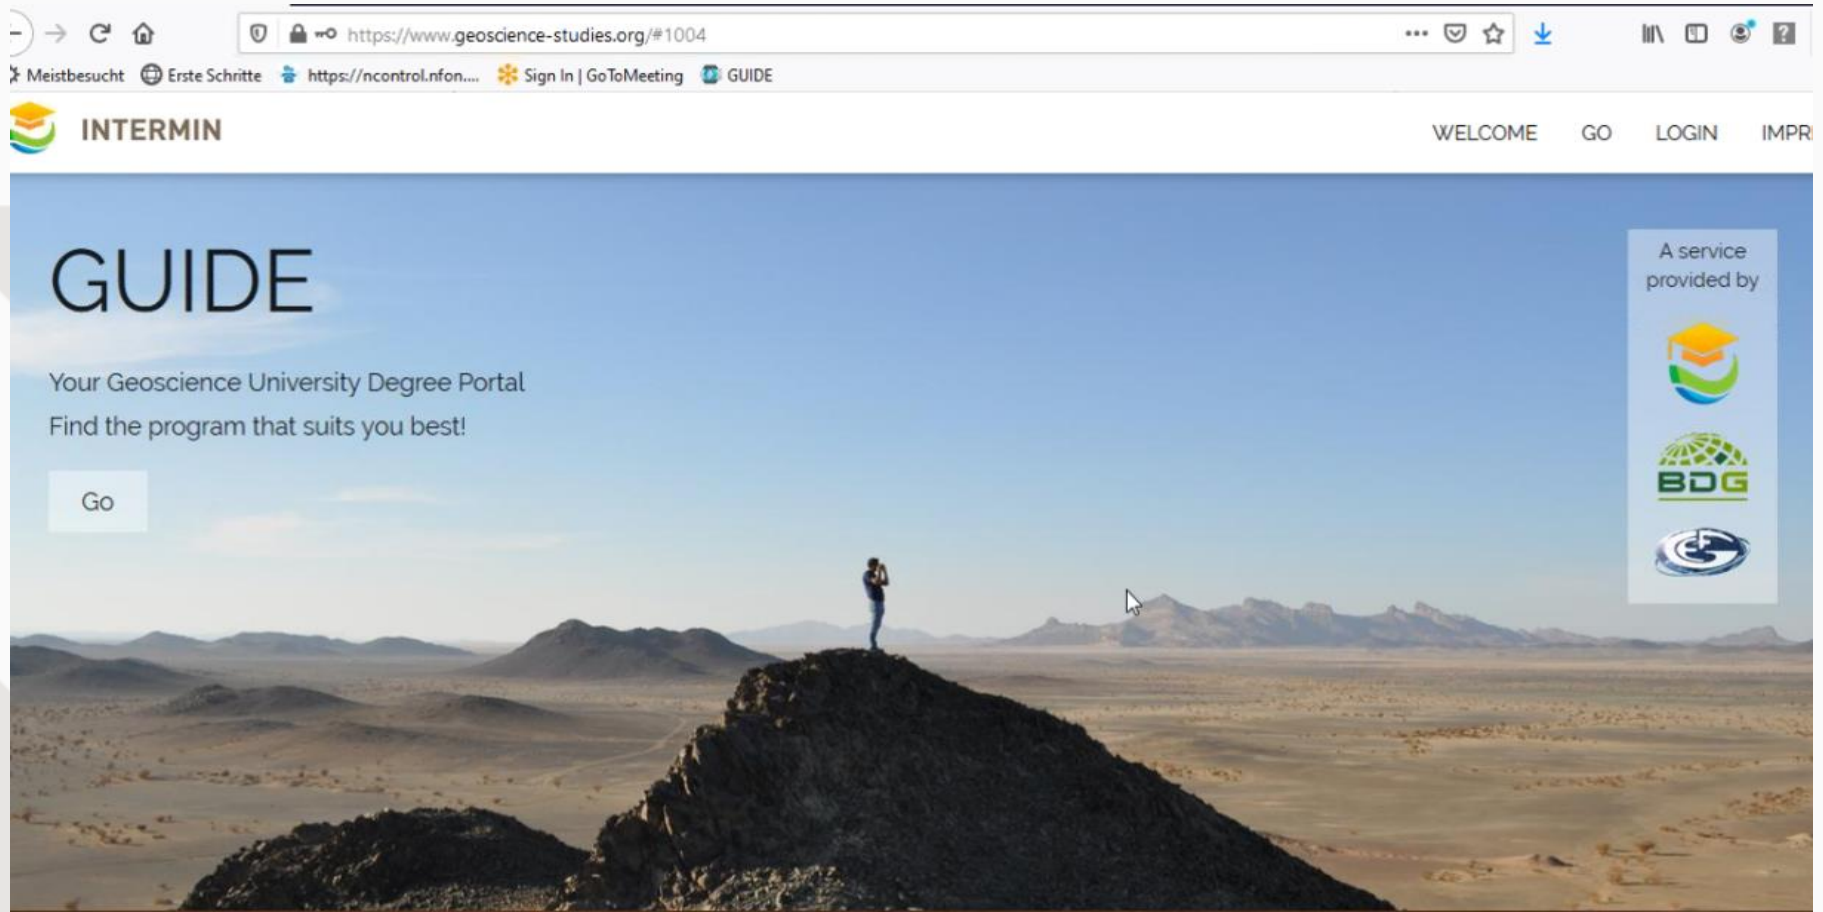 https://www.geoscience-studies.org/#1004
Meistbesucht Erste Schritte https://ncontrol.nfon.... Sign In | GoToMeeting GUIDE
INTERMIN
WELCOME GO LOGIN IMPR
GUIDE
Your Geoscience University Degree Portal
Find the program that suits you best!
Go
A service
provided by
BDG